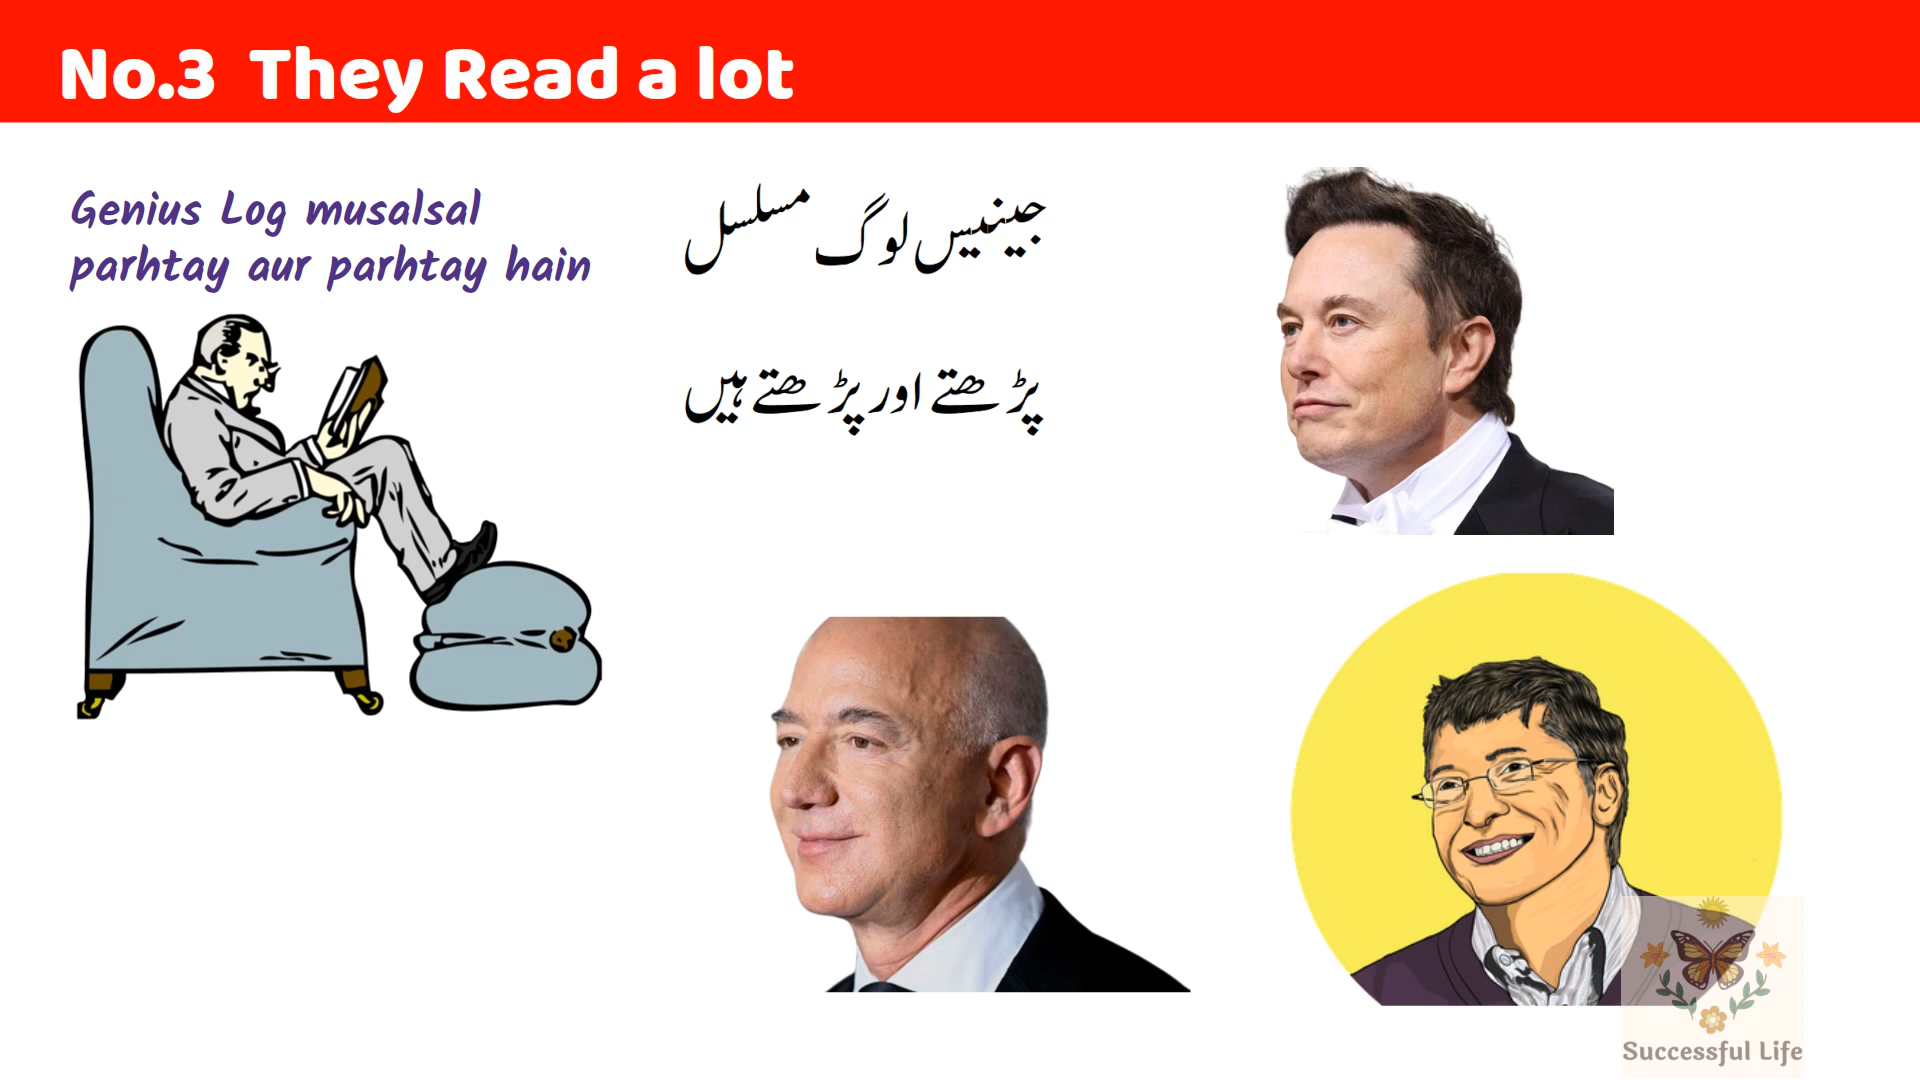 No.3 They Read a lot
Genius Log musalsal
parhtay aur parhtay hain
جینیس لوگ مسلسل
پڑھتے اور پڑھتے ہیں
Successful Life